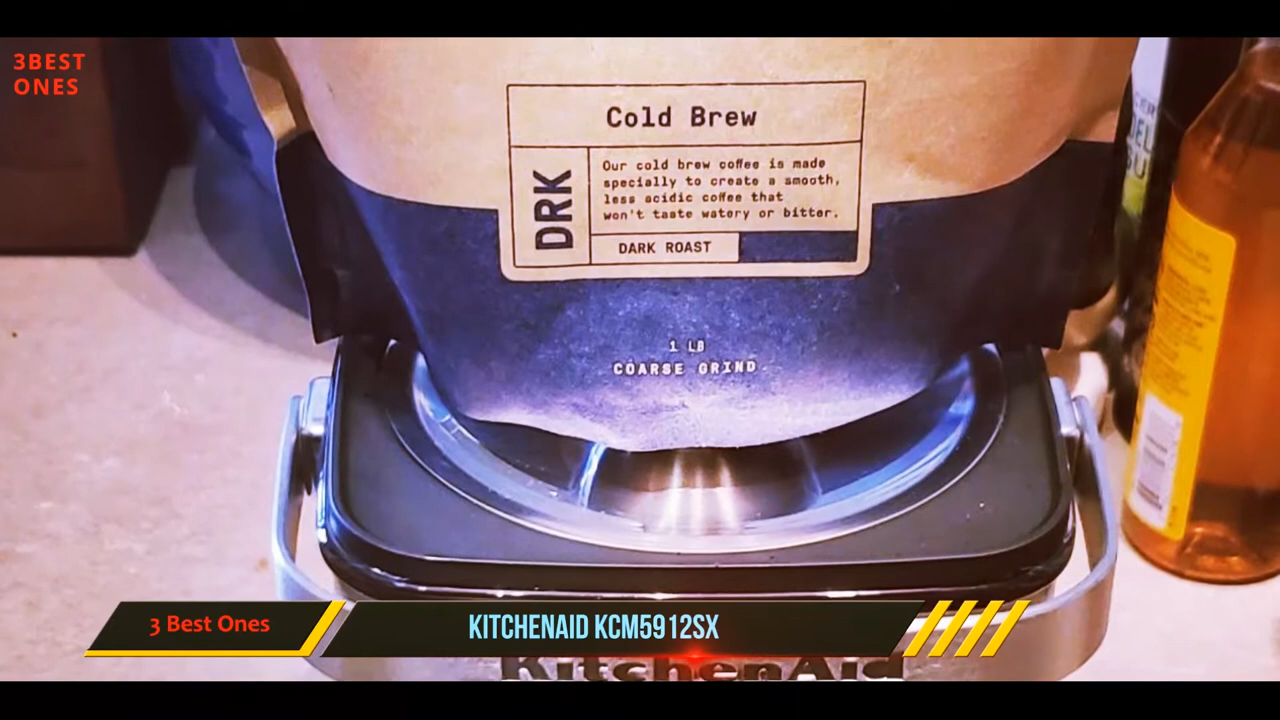 3BEST
ONES
Cold Brew
DRK
Our cold brew coffee is made
specially to create a smooth,
less acidic coffee that
won't taste watery or bitter.
DARK ROAST
1 LB
COARSE GRIND
3 Best Ones
KITCHENAID KCM5912SX
KitchenAid